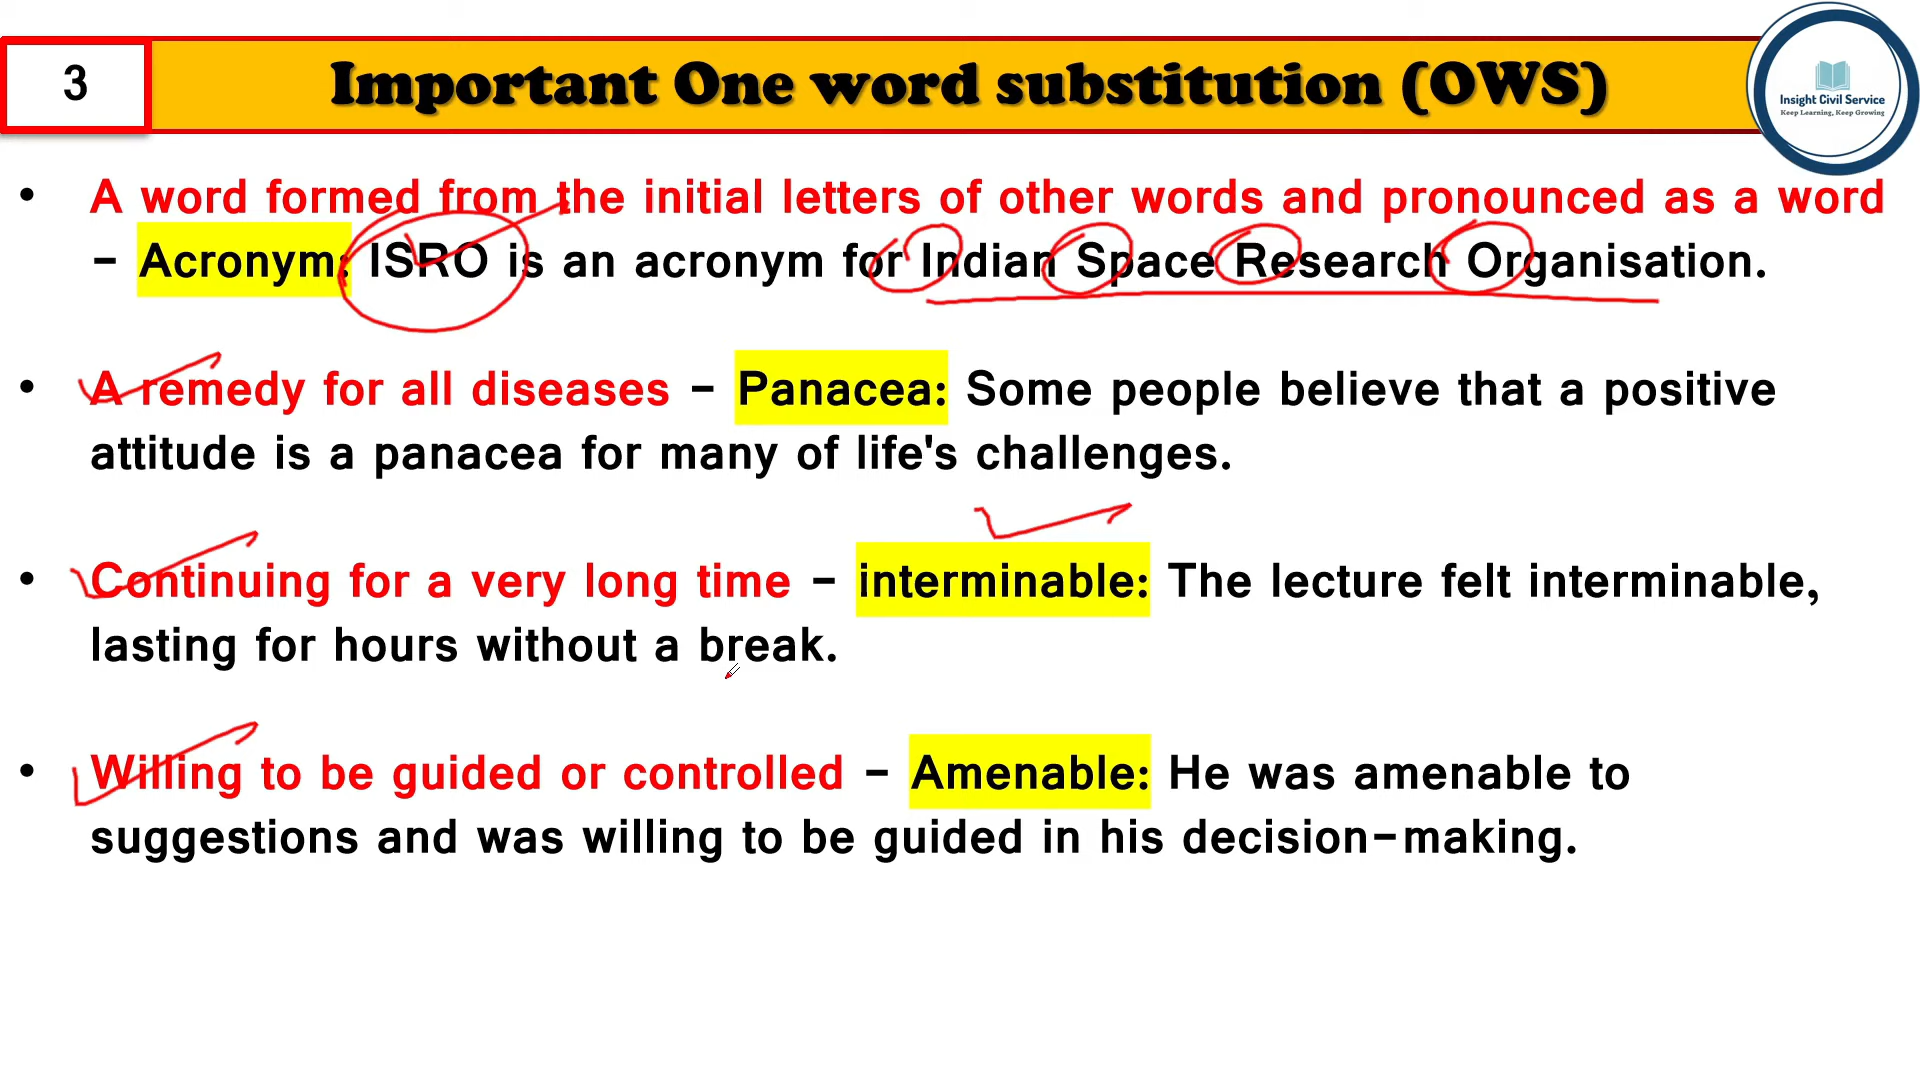 3
Important One word substitution (OWS)
Insight Civil Service
Keep Learning, Keep Growing
• A word formed from the initial letters of other words and pronounced as a word
- Acronym: ISRO is an acronym for Indian Space Research Organisation.
• A remedy for all diseases - Panacea: Some people believe that a positive
attitude is a panacea for many of life's challenges.
• Continuing for a very long time - interminable: The lecture felt interminable,
lasting for hours without a break.
• Willing to be guided or controlled - Amenable: He was amenable to
suggestions and was willing to be guided in his decision-making.